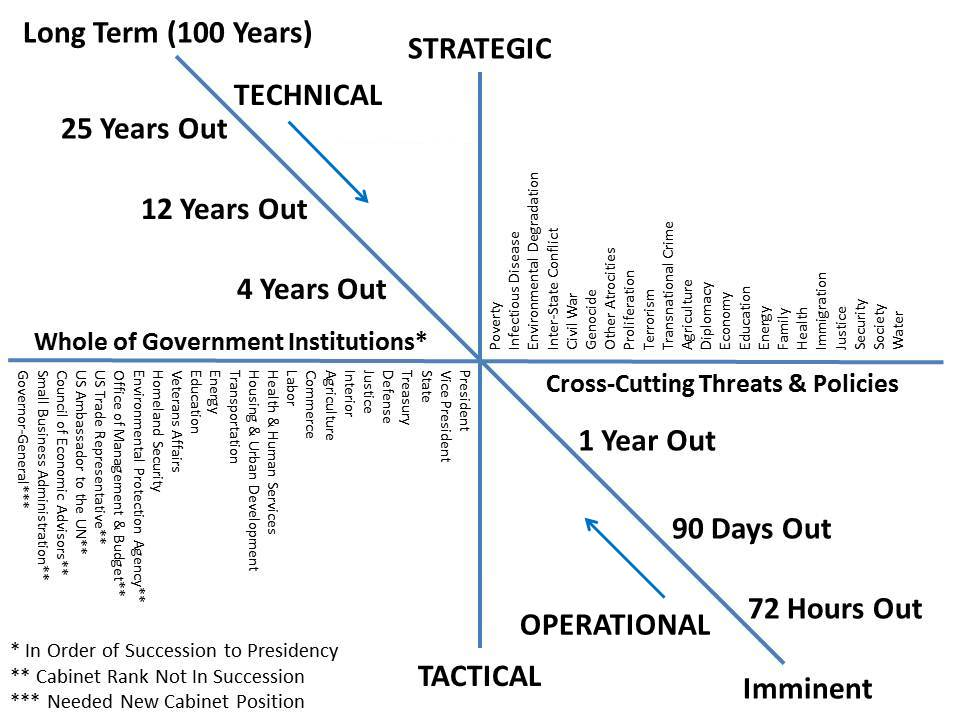 Long Term (100 Years)
STRATEGIC
TECHNICAL
25 Years Out
12 Years Out
4 Years Out
Whole of Government Institutions*
Poverty
Infectious Disease
Environmental Degradation
Inter-State Conflict
Civil War
Genocide
Other Atrocities
Proliferation
Terrorism
Transnational Crime
Agriculture
Diplomacy
Economy
Education
Energy
Family
Health
Immigration
Justice
Security
Society
Water
Cross-Cutting Threats & Policies
Governor-General***
Small Business Administration**
Council of Economic Advisors**
US Ambassador to the UN**
US Trade Representative**
Office of Management & Budget**
Environmental Protection Agency**
Homeland Security
Veterans Affairs
Education
Energy
Transportation
Housing & Urban Development
Health & Human Services
Labor
Commerce
Agriculture
Interior
Justice
Defense
Treasury
State
Vice President
President
1 Year Out
90 Days Out
72 Hours Out
OPERATIONAL
TACTICAL
Imminent
* In Order of Succession to Presidency
** Cabinet Rank Not In Succession
*** Needed New Cabinet Position